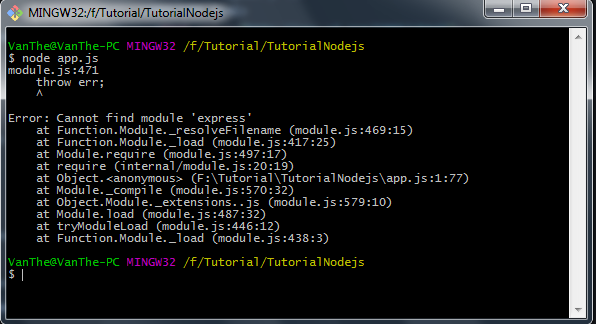 MINGW32:/f/Tutorial/TutorialNodejs
VanThe@VanThe-PC MINGW32 /f/Tutorial/TutorialNodejs
$ node app.js
module.js:471
    throw err;
    ^

Error: Cannot find module 'express'
    at Function.Module._resolveFilename (module.js:469:15)
    at Function.Module._load (module.js:417:25)
    at Module.require (module.js:497:17)
    at require (internal/module.js:20:19)
    at Object.<anonymous> (F:\Tutorial\TutorialNodejs\app.js:1:77)
    at Module._compile (module.js:570:32)
    at Object.Module._extensions..js (module.js:579:10)
    at Module.load (module.js:487:32)
    at tryModuleLoad (module.js:446:12)
    at Function.Module._load (module.js:438:3)

VanThe@VanThe-PC MINGW32 /f/Tutorial/TutorialNodejs
$